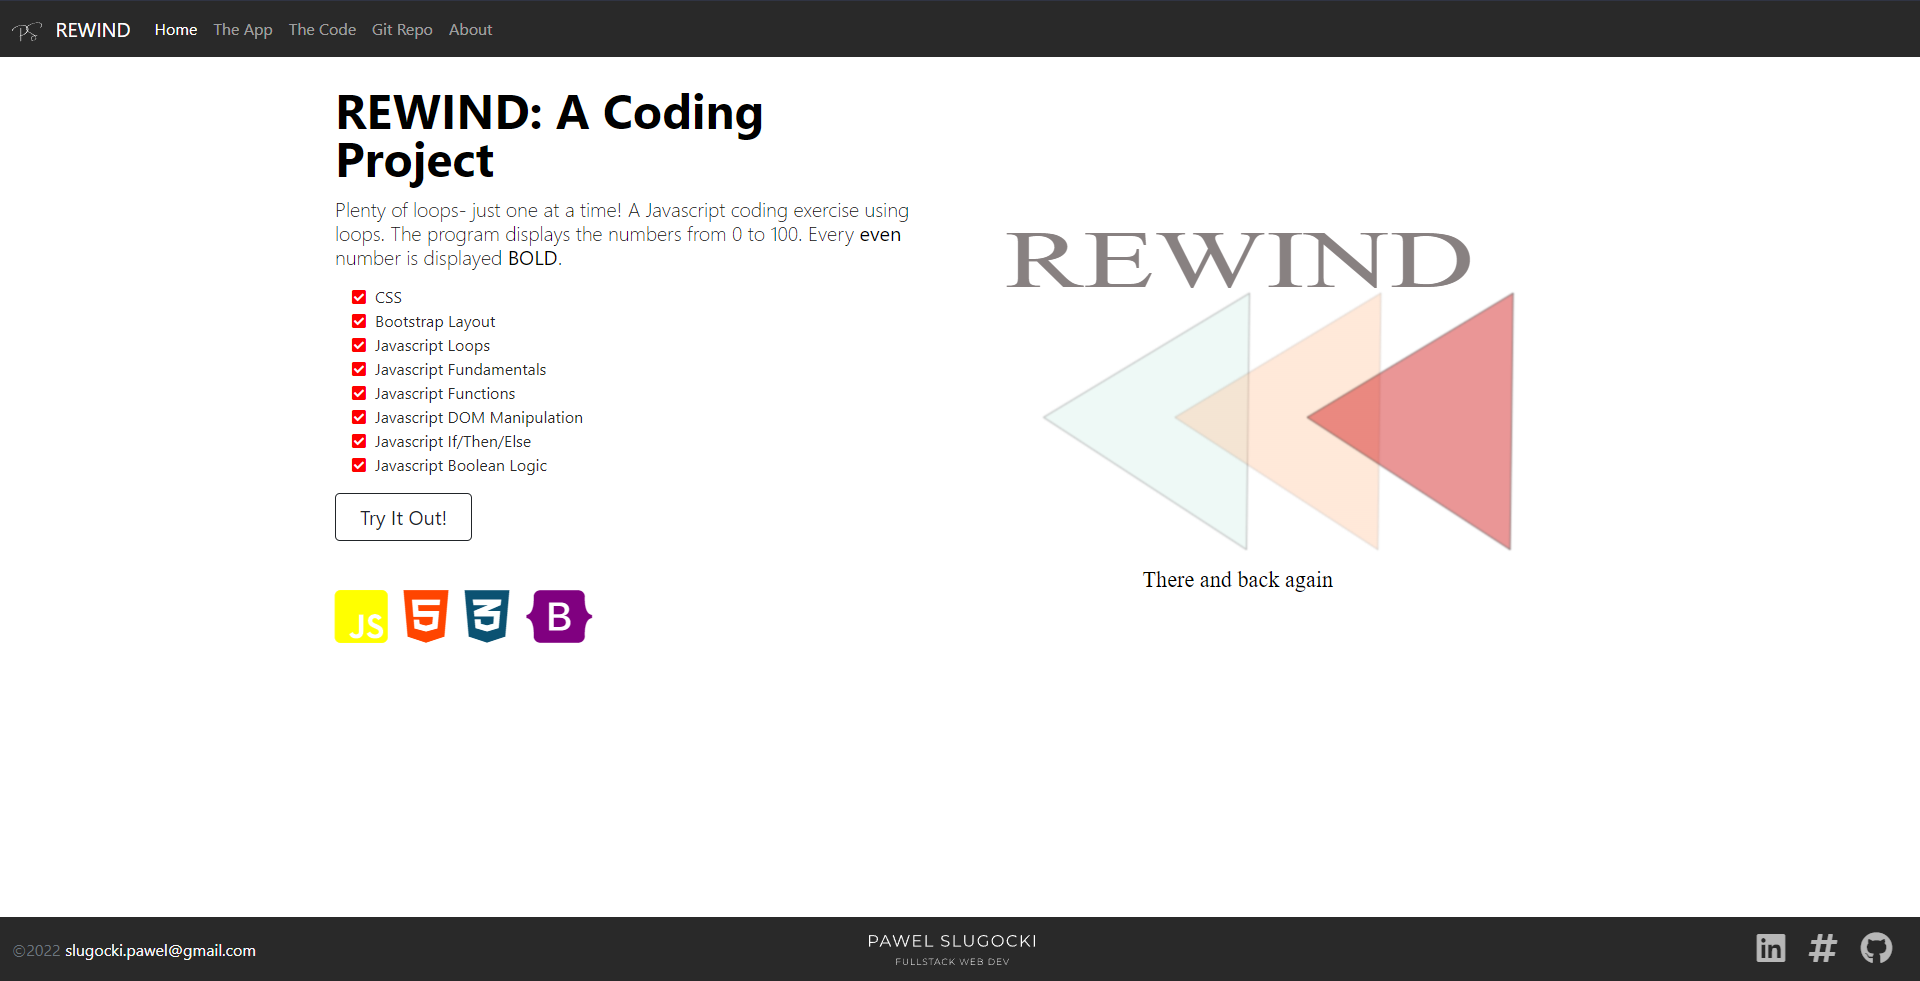 PS REWIND Home The App The Code Git Repo About
REWIND: A Coding
Project
Plenty of loops- just one at a time! A Javascript coding exercise using
loops. The program displays the numbers from 0 to 100. Every even
number is displayed BOLD.
CSS
Bootstrap Layout
Javascript Loops
Javascript Fundamentals
Javascript Functions
Javascript DOM Manipulation
Javascript If/Then/Else
Javascript Boolean Logic
Try It Out!
JS 5 3 B
REWIND
There and back again
©2022 slugocki.pawel@gmail.com
PAWEL SLUGOCKI
FULLSTACK WEB DEV
in #